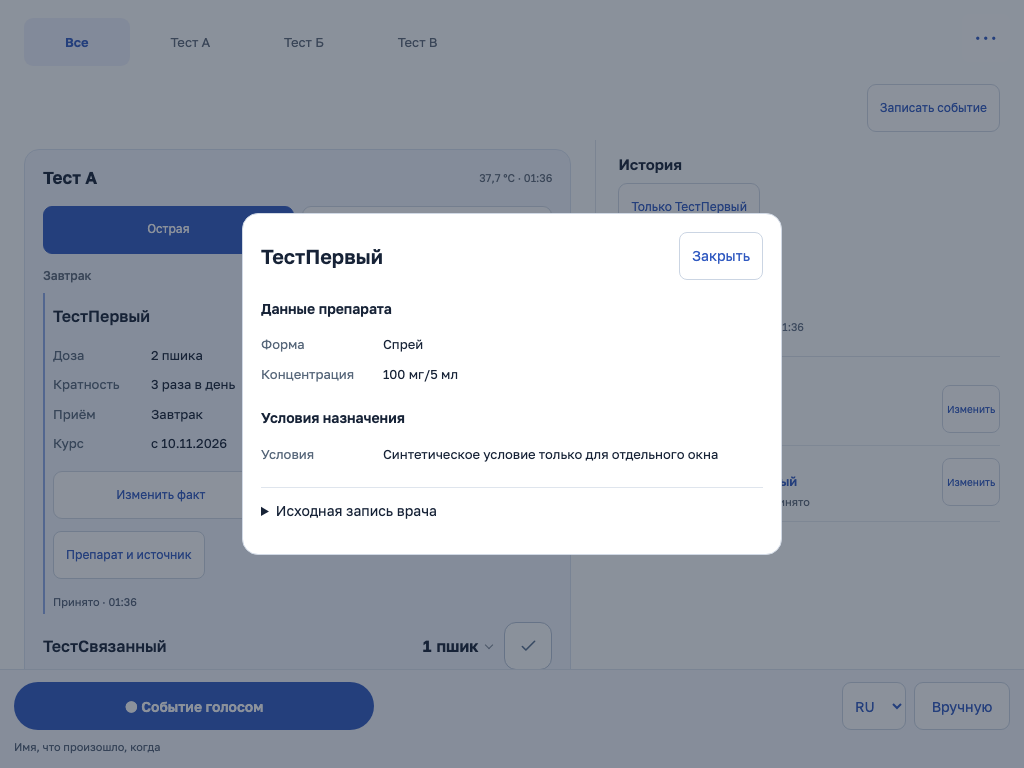 Все
Тест А
Тест Б
Тест В
Записать событие
Тест А
37,7 °C · 01:36
История
Острая
Только ТестПервый
Завтрак
ТестПервый
Доза
2 пшика
Кратность
3 раза в день
Приём
Завтрак
Курс
с 10.11.2026
Изменить факт
Препарат и источник
Принято · 01:36
ТестСвязанный
1 пшик
ТестПервый
Закрыть
Данные препарата
Форма
Спрей
Концентрация
100 мг/5 мл
Условия назначения
Условия
Синтетическое условие только для отдельного окна
Исходная запись врача
1:36
Изменить
Изменить
Событие голосом
Имя, что произошло, когда
RU
Вручную